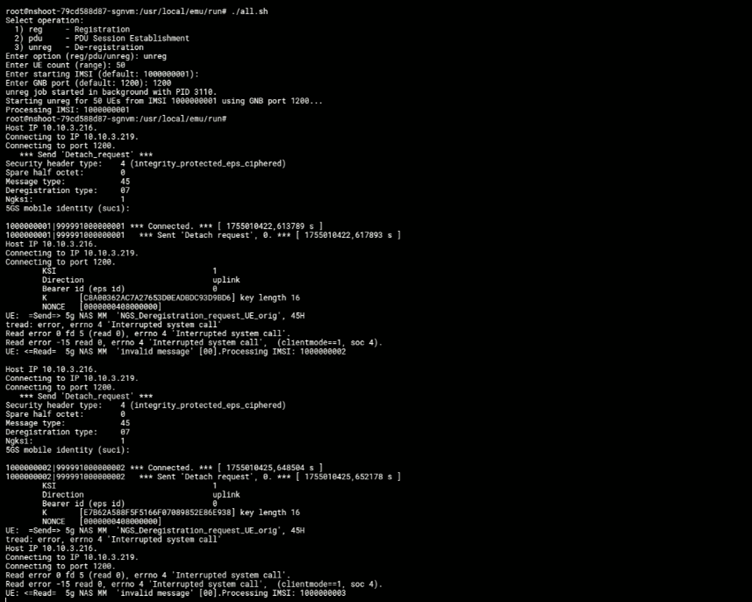 root@nshoot-79cd588d87-sgnvm:/usr/local/emu/run# ./all.sh
Select operation:
  1) reg     - Registration
  2) pdu     - PDU Session Establishment
  3) unreg   - De-registration
Enter option (reg/pdu/unreg): unreg
Enter UE count (range): 50
Enter starting IMSI (default: 1000000001):
Enter GNB port (default: 1200): 1200
unreg job started in background with PID 3110.
Starting unreg for 50 UEs from IMSI 1000000001 using GNB port 1200...
Processing IMSI: 1000000001
root@nshoot-79cd588d87-sgnvm:/usr/local/emu/run#
Host IP 10.10.3.216.
Connecting to IP 10.10.3.219.
Connecting to port 1200.
   *** Send 'Detach_request' ***
Security header type:    4 (integrity_protected_eps_ciphered)
Spare half octet:        0
Message type:            45
Deregistration type:     07
Ngksi:                   1
5GS mobile identity (suci):

1000000001|999991000000001 *** Connected. *** [ 1755010422,613789 s ]
1000000001|999991000000001   *** Sent 'Detach request', 0. *** [ 1755010422,617893 s ]
Host IP 10.10.3.216.
Connecting to IP 10.10.3.219.
Connecting to port 1200.
        KSI                                1
        Direction                          uplink
        Bearer id (eps id)                 0
        K       [C8A00362AC7A27653D0EADBDC93D9BD6] key length 16
        NONCE   [0000000408000000]
UE:  =Send=> 5g NAS MM  'NGS_Deregistration_request_UE_orig', 45H
tread: error, errno 4 'Interrupted system call'
Read error 0 fd 5 (read 0), errno 4 'Interrupted system call'.
Read error -15 read 0, errno 4 'Interrupted system call',  (clientmode==1, soc 4).
UE: <=Read=  5g NAS MM  'invalid message' [00].Processing IMSI: 1000000002

Host IP 10.10.3.216.
Connecting to IP 10.10.3.219.
Connecting to port 1200.
   *** Send 'Detach_request' ***
Security header type:    4 (integrity_protected_eps_ciphered)
Spare half octet:        0
Message type:            45
Deregistration type:     07
Ngksi:                   1
5GS mobile identity (suci):

1000000002|999991000000002 *** Connected. *** [ 1755010425,648504 s ]
1000000002|999991000000002   *** Sent 'Detach request', 0. *** [ 1755010425,652178 s ]
        KSI                                1
        Direction                          uplink
        Bearer id (eps id)                 0
        K       [E7B62A588F5F5166F07089852E86E938] key length 16
        NONCE   [0000000408000000]
UE:  =Send=> 5g NAS MM  'NGS_Deregistration_request_UE_orig', 45H
tread: error, errno 4 'Interrupted system call'
Host IP 10.10.3.216.
Connecting to IP 10.10.3.219.
Connecting to port 1200.
Read error 0 fd 5 (read 0), errno 4 'Interrupted system call'.
Read error -15 read 0, errno 4 'Interrupted system call',  (clientmode==1, soc 4).
UE: <=Read=  5g NAS MM  'invalid message' [00].Processing IMSI: 1000000003